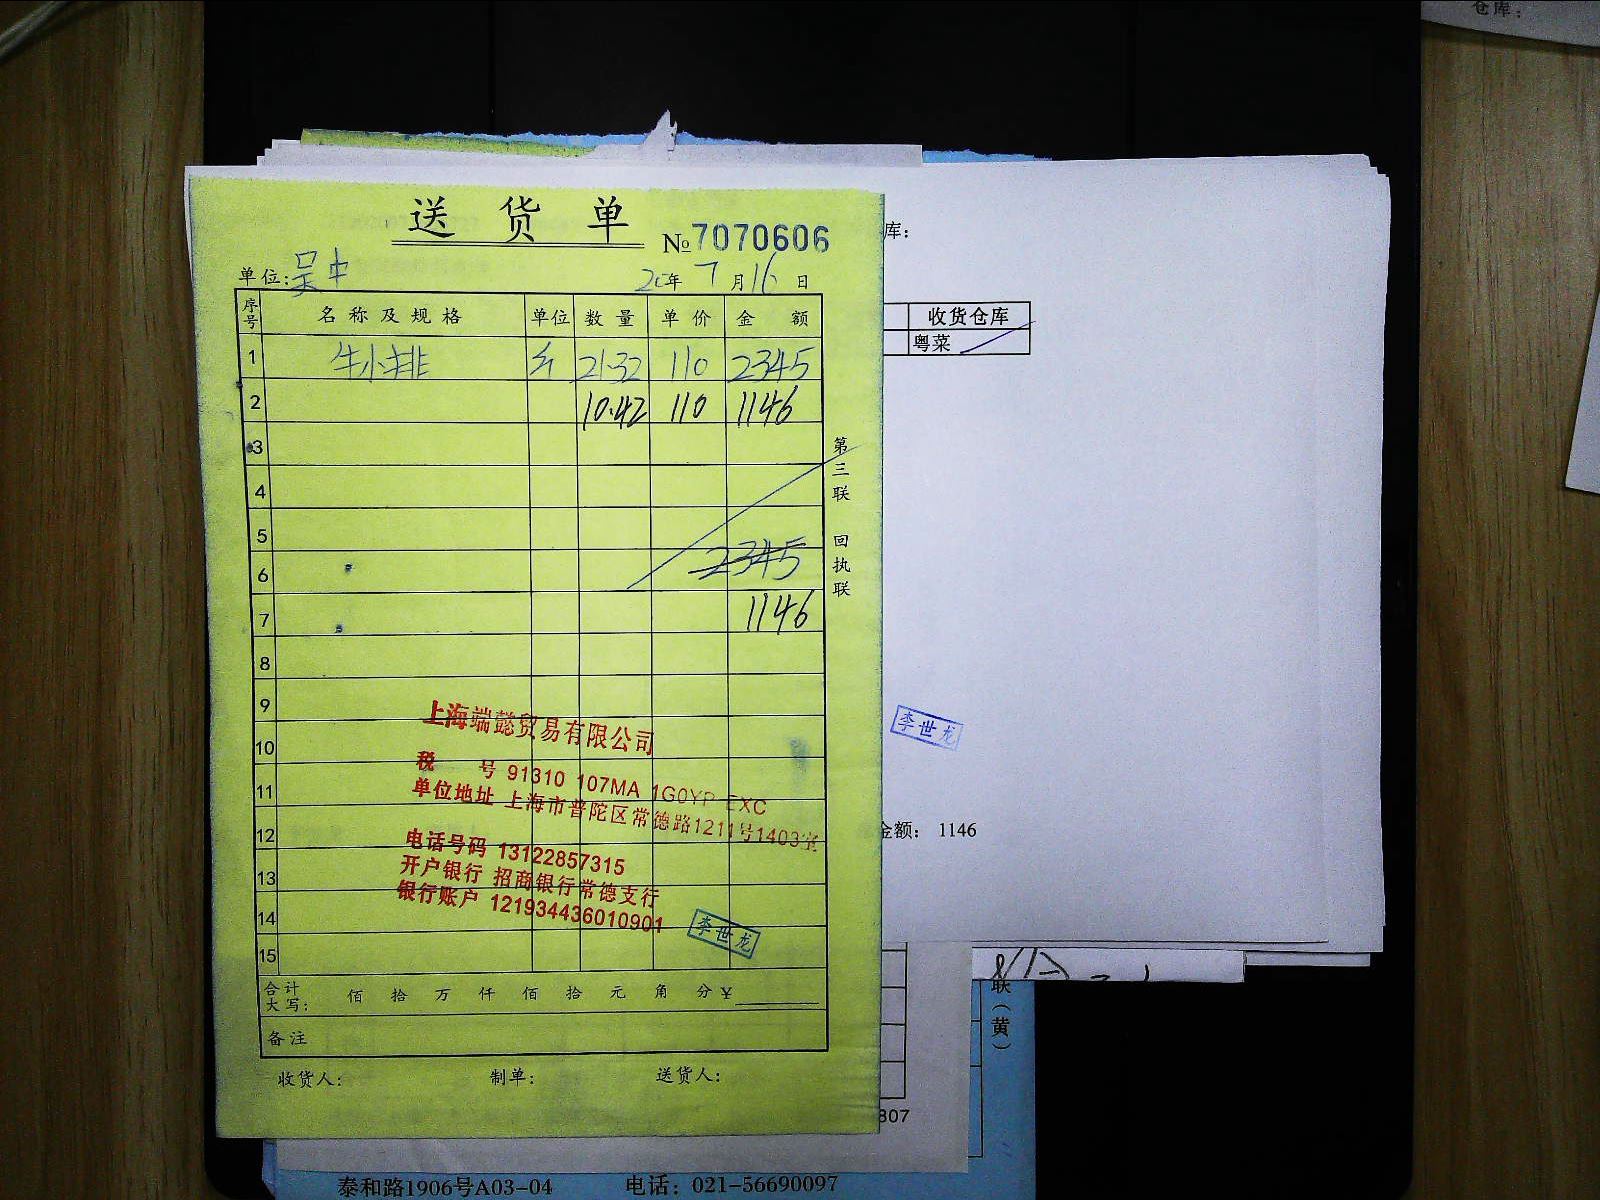 仓库：
送 货 单
№7070606
库：
单位：吴中
20年 7月16日
序号 名称及规格 单位 数量 单价 金额
收货仓库
粤菜
1 牛小排 斤 21.32 110 2345
2 10.42 110 1146
3
4
5
6 2345
7 1146
8
9
10
11
12
13
14
15
第三联 回执联
上海端懿贸易有限公司
税 号 91310 107MA 1G0YP EXC
单位地址 上海市普陀区常德路1211号1403室
电话号码 13122857315
开户银行 招商银行常德支行
银行账户 121934436010901
李世龙
李世龙
金额： 1146
合计大写： 佰 拾 万 仟 佰 拾 元 角 分 ¥
备注
收货人： 制单： 送货人：
联（黄）
807
泰和路1906号A03-04 电话：021-56690097